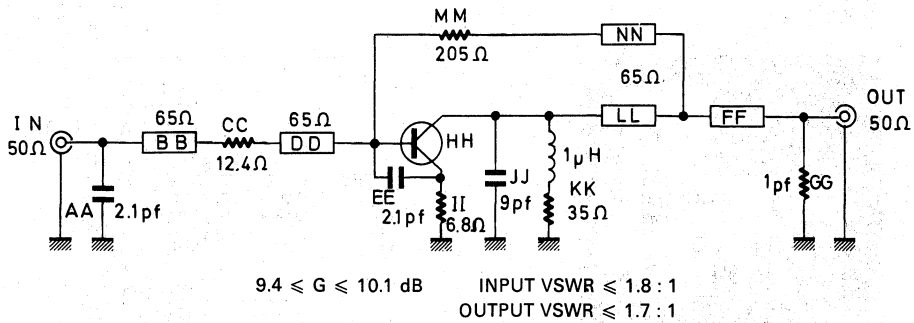 MM
205Ω
NN
65Ω
IN
50Ω
65Ω
BB
CC
12.4Ω
65Ω
DD
HH
LL
FF
OUT
50Ω
AA
2.1pf
EE
2.1pf
II
6.8Ω
JJ
9pf
1μH
KK
35Ω
1pf
GG
9.4 ≤ G ≤ 10.1 dB
INPUT VSWR ≤ 1.8 : 1
OUTPUT VSWR ≤ 1.7 : 1